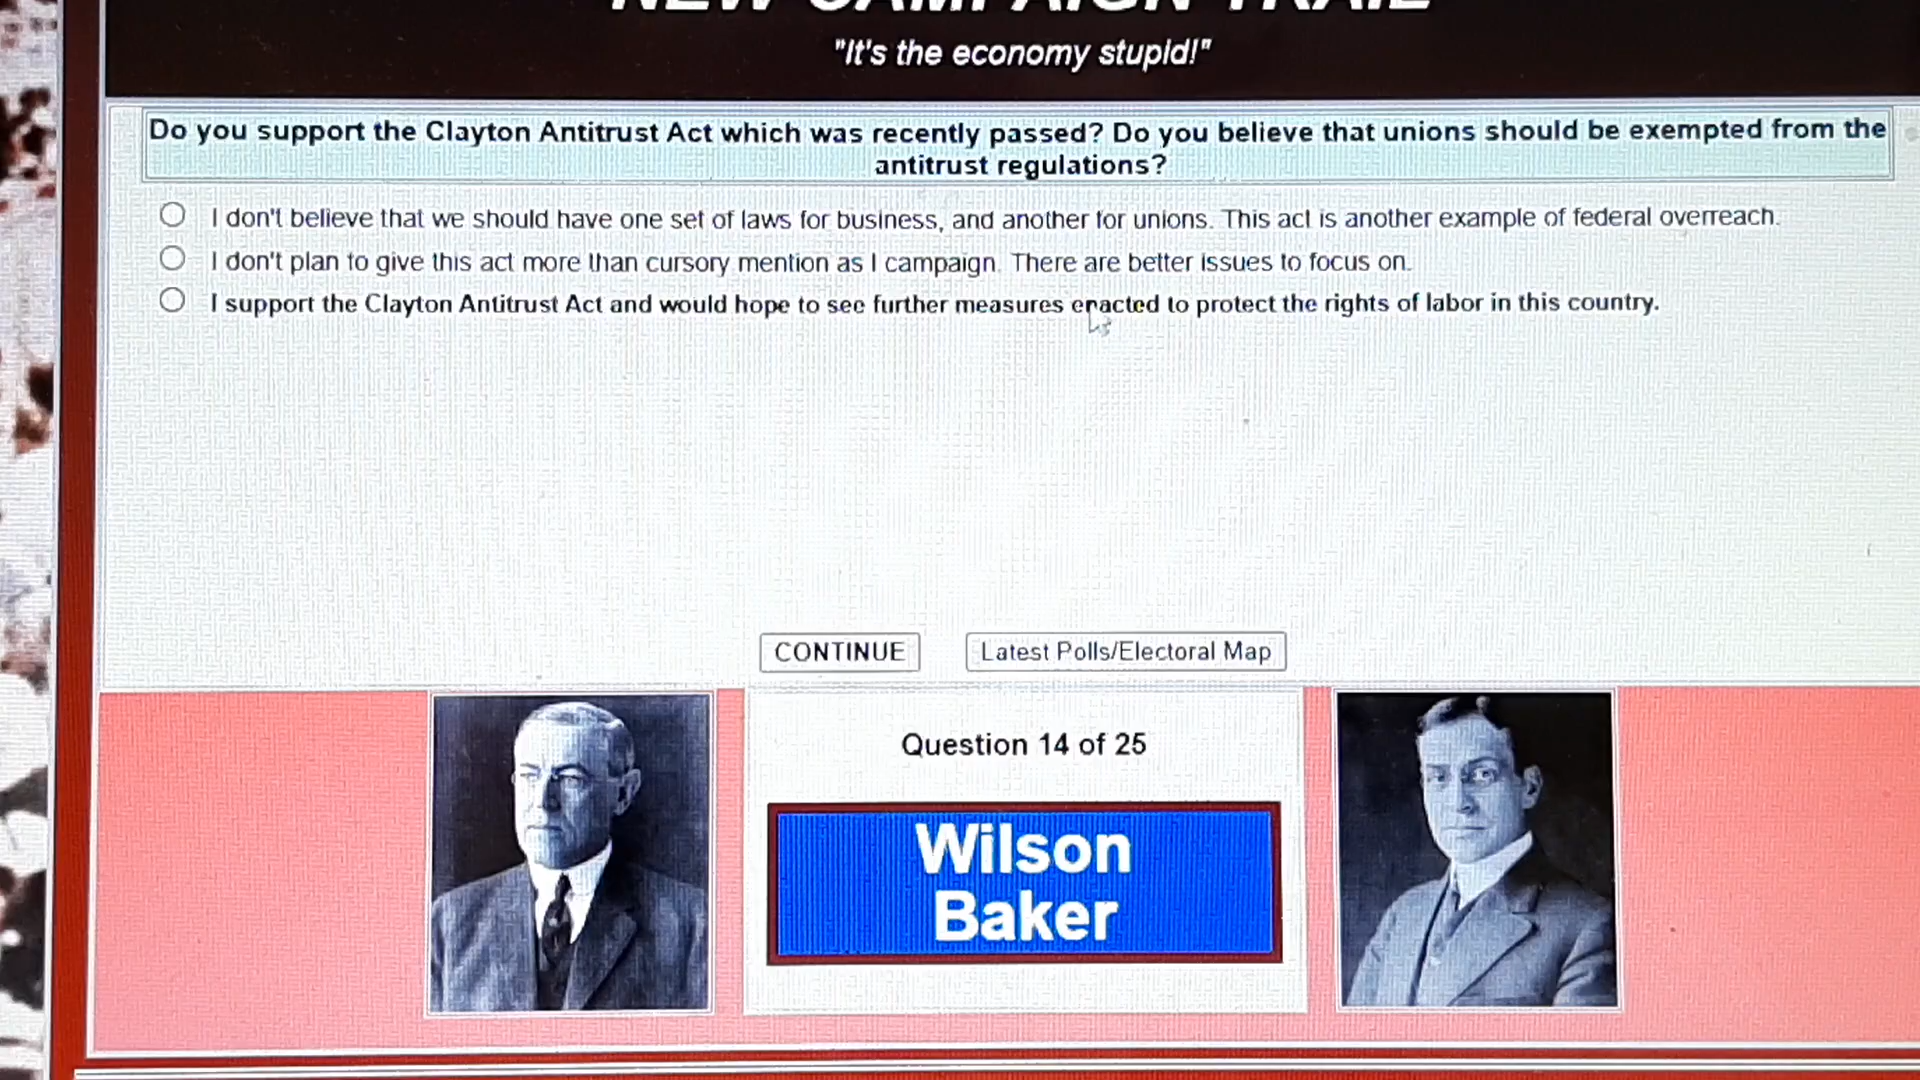 NEW CAMPAIGN TRAIL
"It's the economy stupid!"
Do you support the Clayton Antitrust Act which was recently passed? Do you believe that unions should be exempted from the
antitrust regulations?
I don't believe that we should have one set of laws for business, and another for unions. This act is another example of federal overreach.
I don't plan to give this act more than cursory mention as I campaign. There are better issues to focus on.
I support the Clayton Antitrust Act and would hope to see further measures enacted to protect the rights of labor in this country.
CONTINUE
Latest Polls/Electoral Map
Question 14 of 25
Wilson
Baker